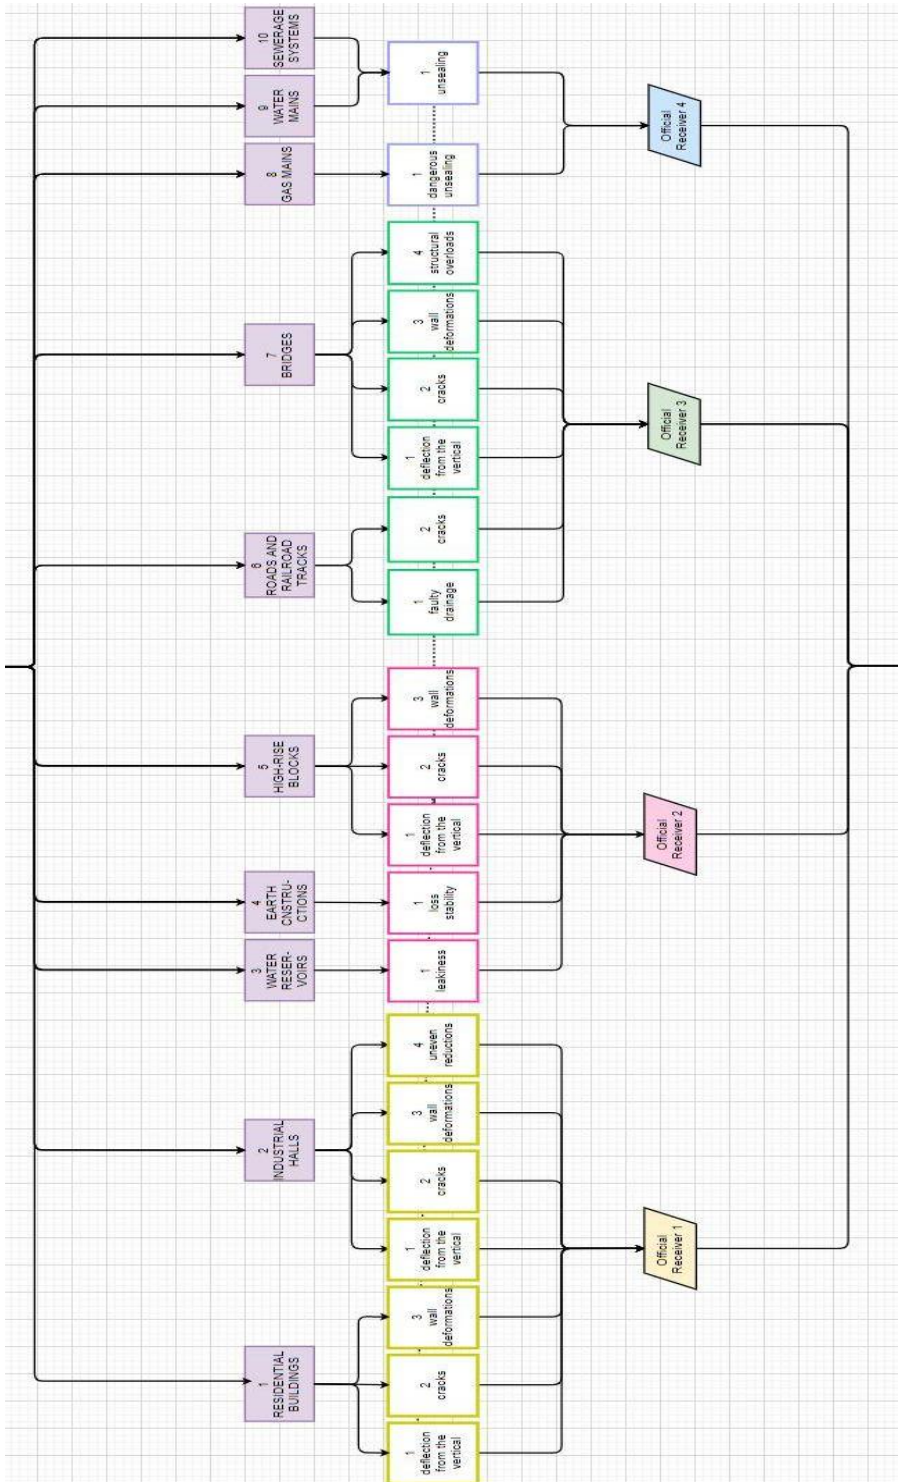 1
RESIDENTIAL
BUILDINGS
2
INDUSTRIAL
HALLS
3
WATER
RESER-
VOIRS
4
EARTH
CNSTRU-
CTIONS
5
HIGH-RISE
BLOCKS
6
ROADS AND
RAILROAD
TRACKS
7
BRIDGES
8
GAS MAINS
9
WATER
MAINS
10
SEWERAGE
SYSTEMS
1
deflection
from the
vertical
2
cracks
3
wall
deformations
1
deflection
from the
vertical
2
cracks
3
wall
deformations
4
uneven
reductions
1
leakiness
1
loss
stability
1
deflection
from the
vertical
2
cracks
3
wall
deformations
1
faulty
drainage
2
cracks
1
deflection
from the
vertical
2
cracks
3
wall
deformations
4
structural
overloads
1
dangerous
unsealing
1
unsealing
Official
Receiver 1
Official
Receiver 2
Official
Receiver 3
Official
Receiver 4